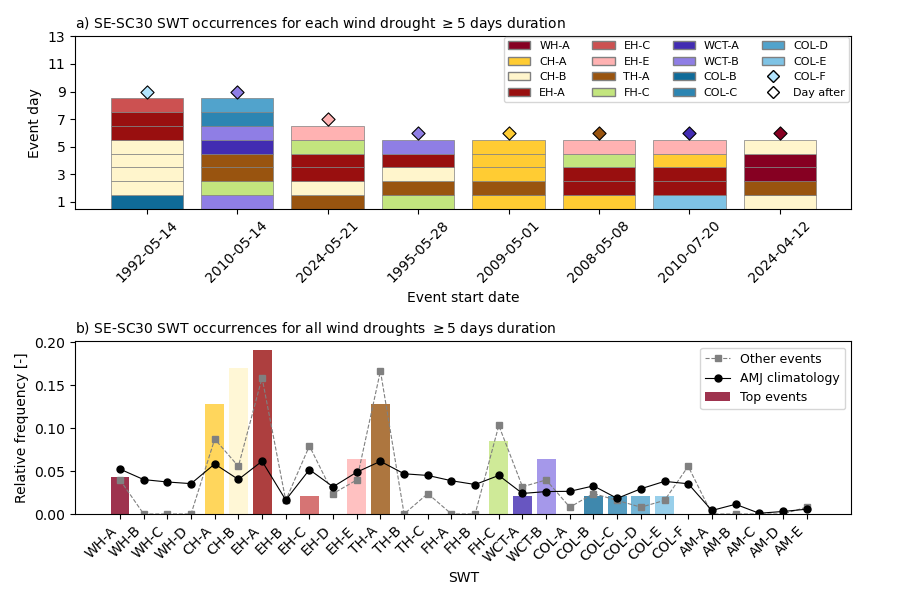 a) SE-SC30 SWT occurrences for each wind drought ≥ 5 days duration
WH-A EH-C WCT-A COL-D
CH-A EH-E WCT-B COL-E
CH-B TH-A COL-B COL-F
EH-A FH-C COL-C Day after
Event day
13
11
9
7
5
3
1
1992-05-14 2010-05-14 2024-05-21 1995-05-28 2009-05-01 2008-05-08 2010-07-20 2024-04-12
Event start date
b) SE-SC30 SWT occurrences for all wind droughts ≥5 days duration
Other events
AMJ climatology
Top events
Relative frequency [-]
0.20
0.15
0.10
0.05
0.00
WH-A WH-B WH-C WH-D CH-A CH-B EH-A EH-B EH-C EH-D EH-E TH-A TH-B TH-C FH-A FH-B FH-C WCT-A WCT-B COL-A COL-B COL-C COL-D COL-E COL-F AM-A AM-B AM-C AM-D AM-E
SWT